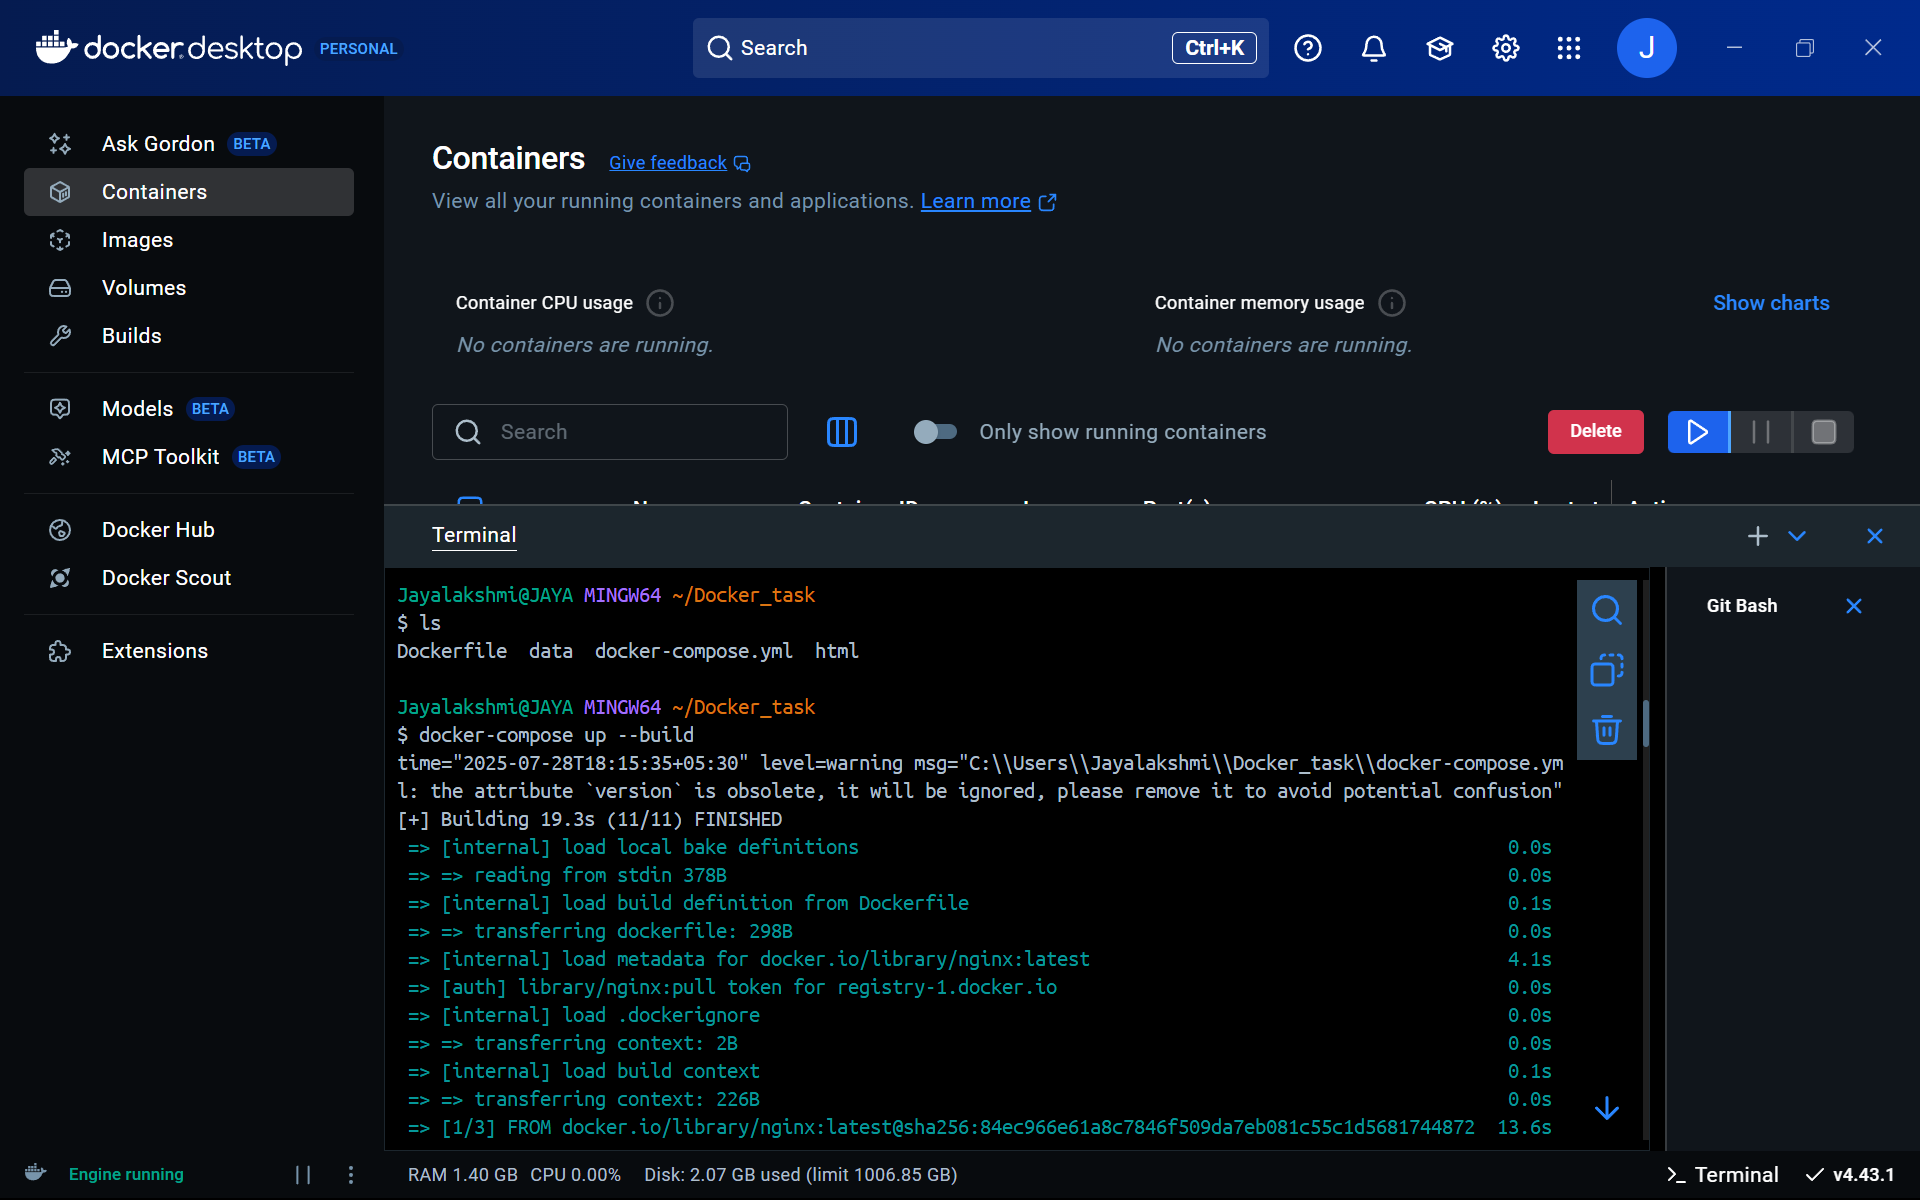 docker desktop PERSONAL
Search Ctrl+K
J
Ask Gordon BETA
Containers
Images
Volumes
Builds
Models BETA
MCP Toolkit BETA
Docker Hub
Docker Scout
Extensions
Containers Give feedback
View all your running containers and applications. Learn more
Container CPU usage
No containers are running.
Container memory usage
No containers are running.
Show charts
Search
Only show running containers
Delete
Terminal
Git Bash
Jayalakshmi@JAYA MINGW64 ~/Docker_task
$ ls
Dockerfile  data  docker-compose.yml  html
Jayalakshmi@JAYA MINGW64 ~/Docker_task
$ docker-compose up --build
time="2025-07-28T18:15:35+05:30" level=warning msg="C:\\Users\\Jayalakshmi\\Docker_task\\docker-compose.ym
l: the attribute `version` is obsolete, it will be ignored, please remove it to avoid potential confusion"
[+] Building 19.3s (11/11) FINISHED
=> [internal] load local bake definitions 0.0s
=> => reading from stdin 378B 0.0s
=> [internal] load build definition from Dockerfile 0.1s
=> => transferring dockerfile: 298B 0.0s
=> [internal] load metadata for docker.io/library/nginx:latest 4.1s
=> [auth] library/nginx:pull token for registry-1.docker.io 0.0s
=> [internal] load .dockerignore 0.0s
=> => transferring context: 2B 0.0s
=> [internal] load build context 0.1s
=> => transferring context: 226B 0.0s
=> [1/3] FROM docker.io/library/nginx:latest@sha256:84ec966e61a8c7846f509da7eb081c55c1d5681744872 13.6s
Engine running
RAM 1.40 GB CPU 0.00% Disk: 2.07 GB used (limit 1006.85 GB)
>_ Terminal v4.43.1